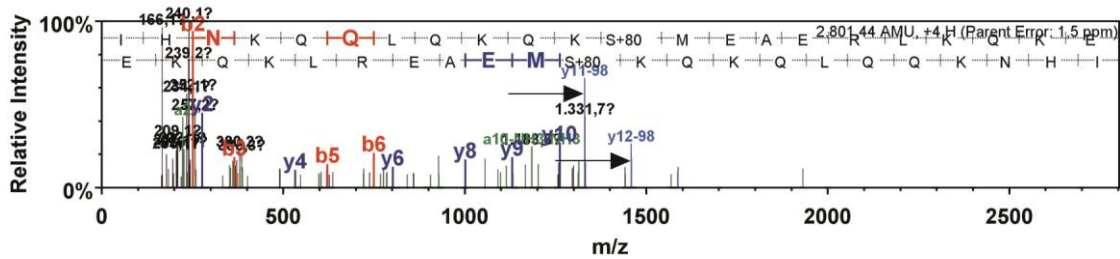 240,1?
166,1?
100%
b2
I H N K Q Q L Q K Q K S+80 M E A E R L K Q K E
2,801.44 AMU, +4 H (Parent Error: 1.5 ppm)
239,2?
E K Q K L R E A E M S+80 K Q K Q L Q Q K N H I
y11-98
y2
1.331,7?
y10
y12-98
b3
y4
b5
b6
y6
y8
y9
0%
0
500
1000
1500
2000
2500
Relative Intensity
m/z